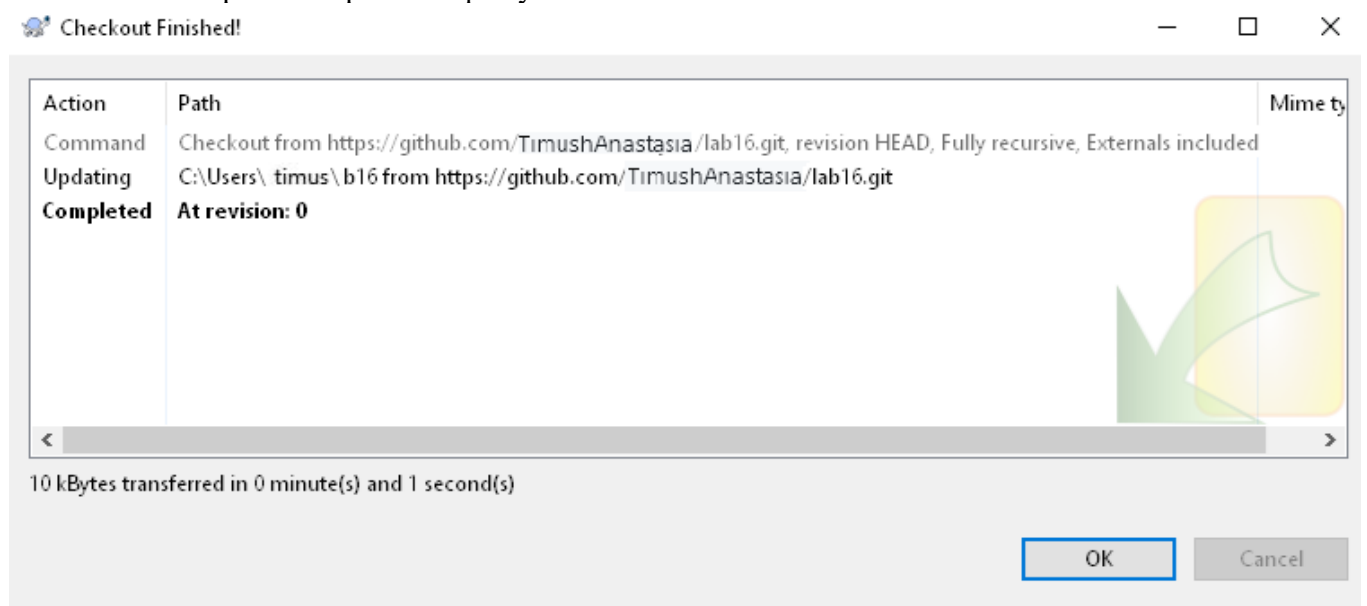 Checkout Finished!
Action Path Mime ty
Command Checkout from https://github.com/TimushAnastasia/lab16.git, revision HEAD, Fully recursive, Externals included
Updating C:\Users\ timus\b16 from https://github.com/TimushAnastasia/lab16.git
Completed At revision: 0
10 kBytes transferred in 0 minute(s) and 1 second(s)
OK Cancel